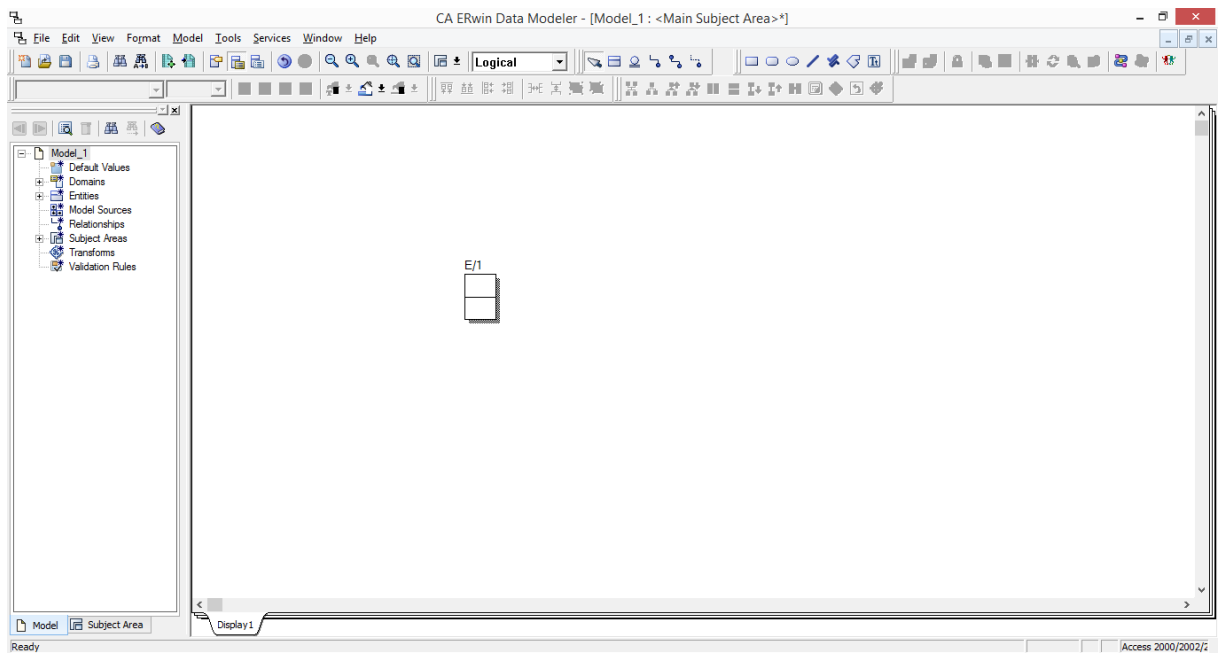 CA ERwin Data Modeler - [Model_1 : <Main Subject Area>*]
File Edit View Format Model Tools Services Window Help
Logical
Model_1
Default Values
Domains
Entities
Model Sources
Relationships
Subject Areas
Transforms
Validation Rules
E/1
Model Subject Area
Display1
Ready
Access 2000/2002/2